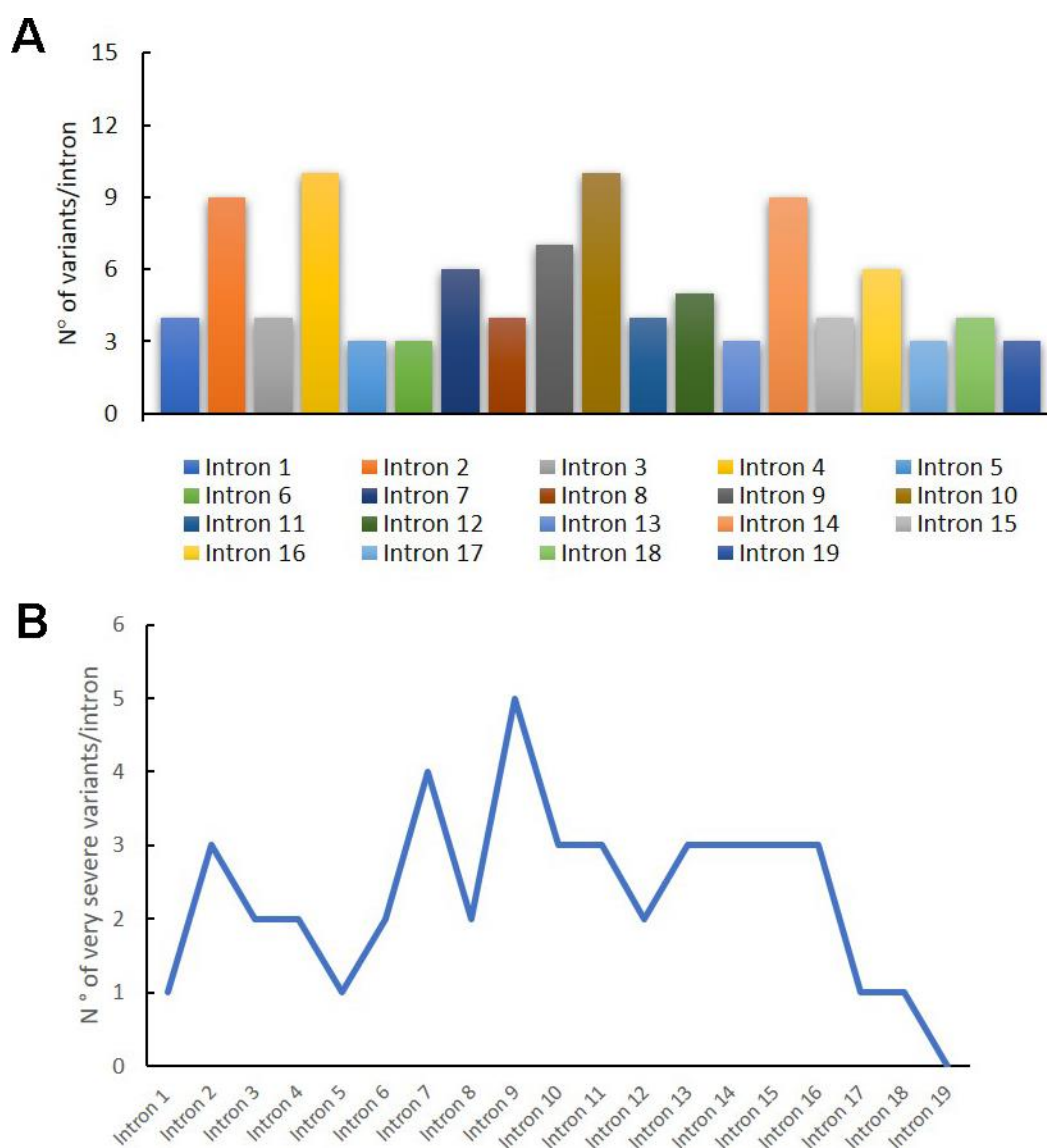 A
N° of variants/intron
15
12
9
6
3
0
Intron 1 Intron 2 Intron 3 Intron 4 Intron 5
Intron 6 Intron 7 Intron 8 Intron 9 Intron 10
Intron 11 Intron 12 Intron 13 Intron 14 Intron 15
Intron 16 Intron 17 Intron 18 Intron 19
B
N ° of very severe variants/intron
6
5
4
3
2
1
0
Intron 1 Intron 2 Intron 3 Intron 4 Intron 5 Intron 6 Intron 7 Intron 8 Intron 9 Intron 10 Intron 11 Intron 12 Intron 13 Intron 14 Intron 15 Intron 16 Intron 17 Intron 18 Intron 19